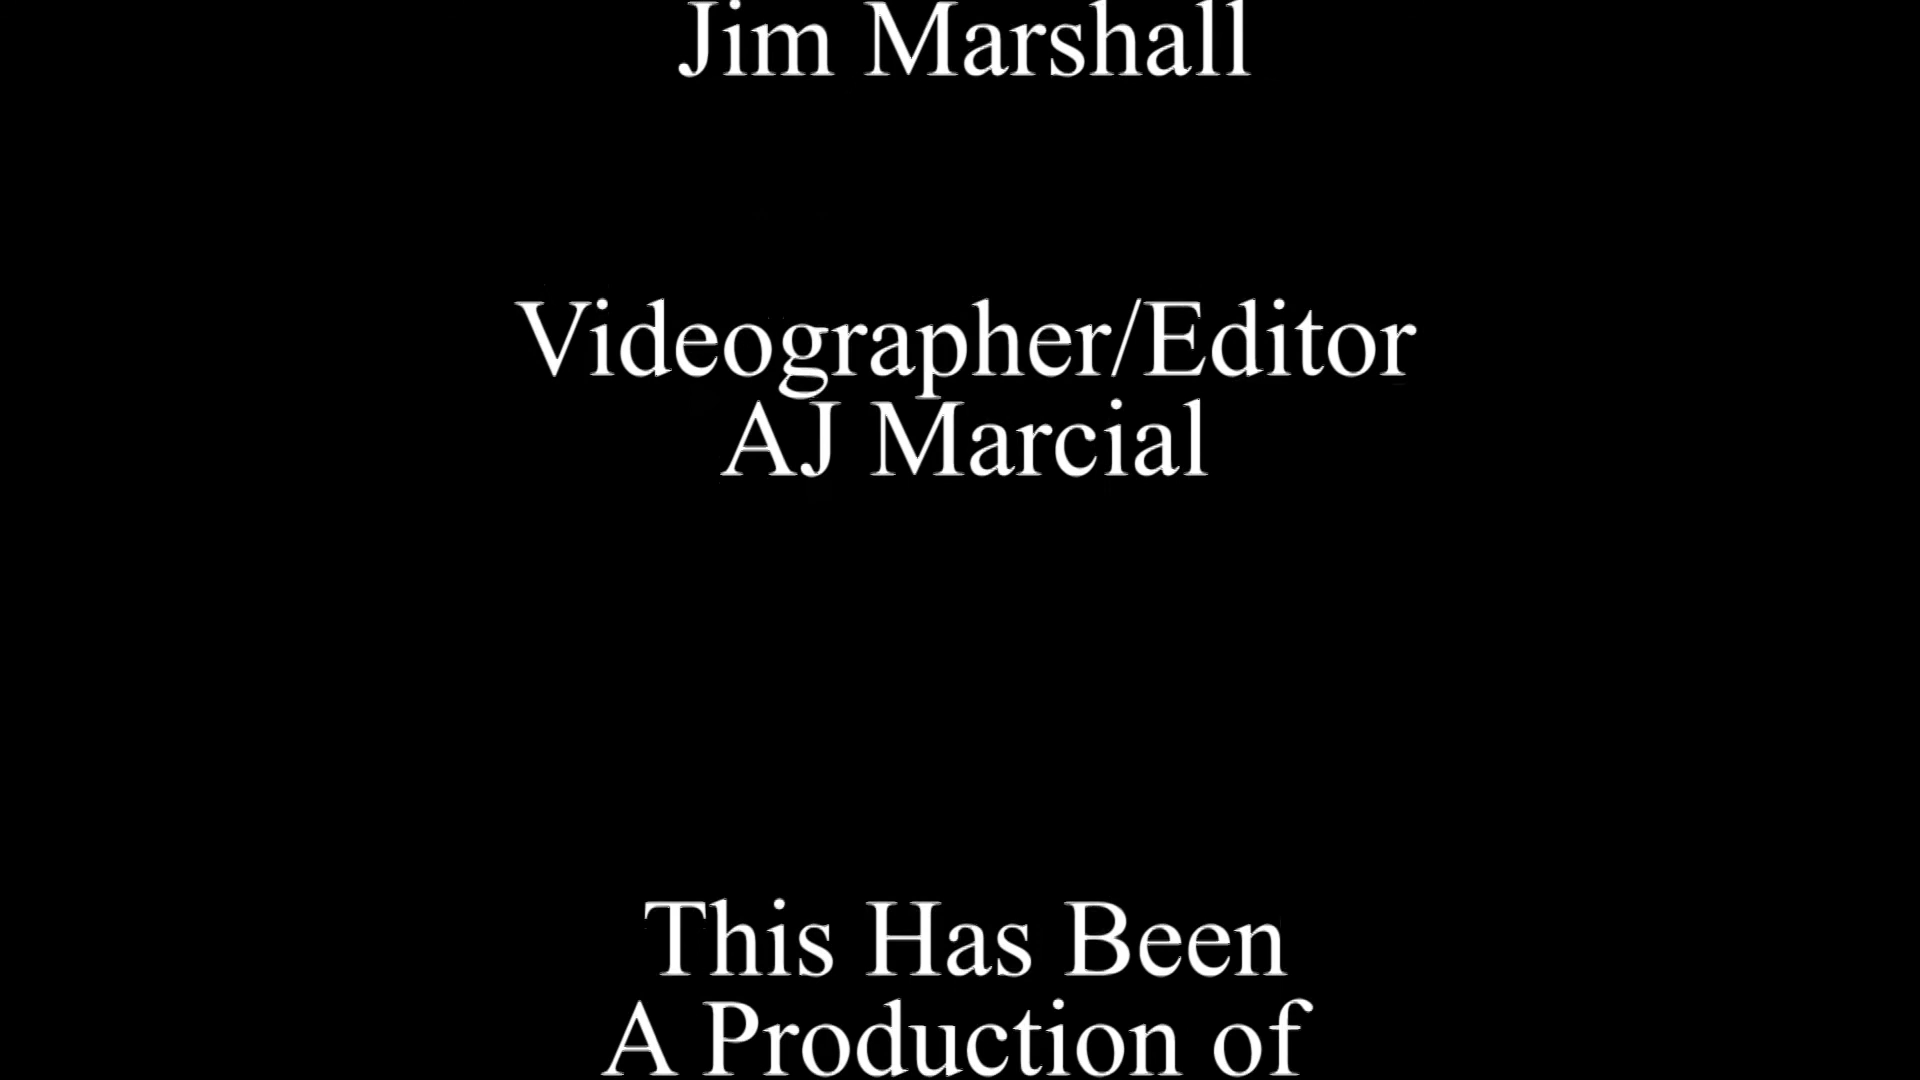 Jim Marshall
Videographer/Editor
AJ Marcial
This Has Been
A Production of